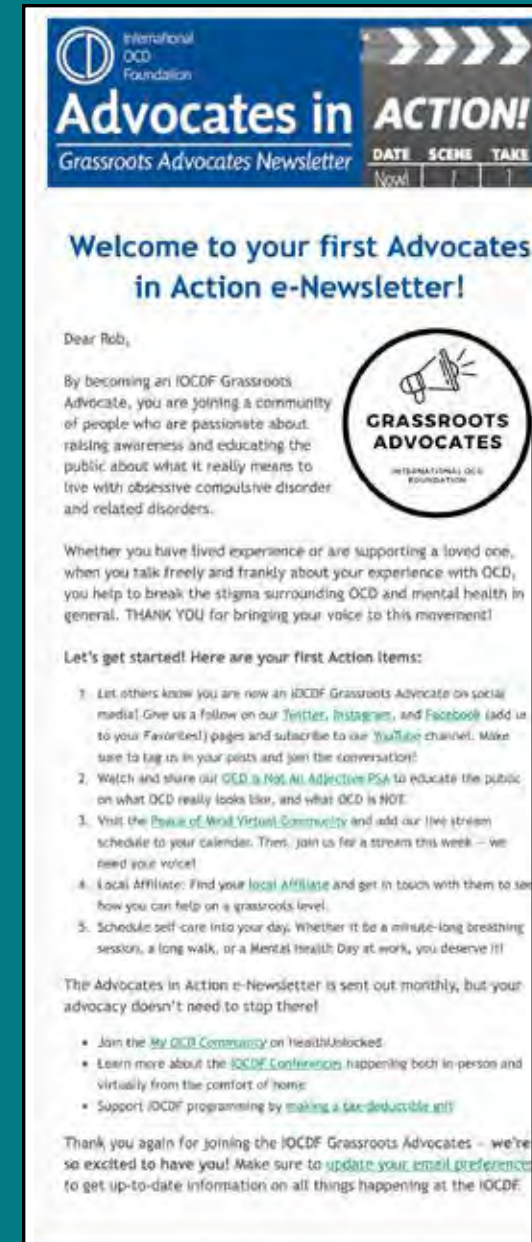 International
OCD
Foundation
Advocates in ACTION!
Grassroots Advocates Newsletter
DATE SCENE TAKE
Now! 1 1
Welcome to your first Advocates
in Action e-Newsletter!
Dear Rob,
By becoming an IOCDF Grassroots
Advocate, you are joining a community
of people who are passionate about
raising awareness and educating the
public about what it really means to
live with obsessive compulsive disorder
and related disorders.
GRASSROOTS
ADVOCATES
INTERNATIONAL OCD
FOUNDATION
Whether you have lived experience or are supporting a loved one,
when you talk freely and frankly about your experience with OCD,
you help to break the stigma surrounding OCD and mental health in
general. THANK YOU for bringing your voice to this movement!
Let's get started! Here are your first Action Items:
1. Let others know you are now an IOCDF Grassroots Advocate on social
media! Give us a follow on our Twitter, Instagram, and Facebook (add us
to your Favorites!) pages and subscribe to our YouTube channel. Make
sure to tag us in your posts and join the conversation!
2. Watch and share our OCD is Not An Adjective PSA to educate the public
on what OCD really looks like, and what OCD is NOT.
3. Visit the Peace of Mind Virtual Community and add our live stream
schedule to your calendar. Then, join us for a stream this week — we
need your voice!
4. Local Affiliate: Find your local Affiliate and get in touch with them to see
how you can help on a grassroots level.
5. Schedule self-care into your day. Whether it be a minute-long breathing
session, a long walk, or a Mental Health Day at work, you deserve it!
The Advocates in Action e-Newsletter is sent out monthly, but your
advocacy doesn't need to stop there!
• Join the My OCD Community on HealthUnlocked
• Learn more about the IOCDF Conferences happening both in-person and
virtually from the comfort of home
• Support IOCDF programming by making a tax-deductible gift
Thank you again for joining the IOCDF Grassroots Advocates — we're
so excited to have you! Make sure to update your email preferences
to get up-to-date information on all things happening at the IOCDF.